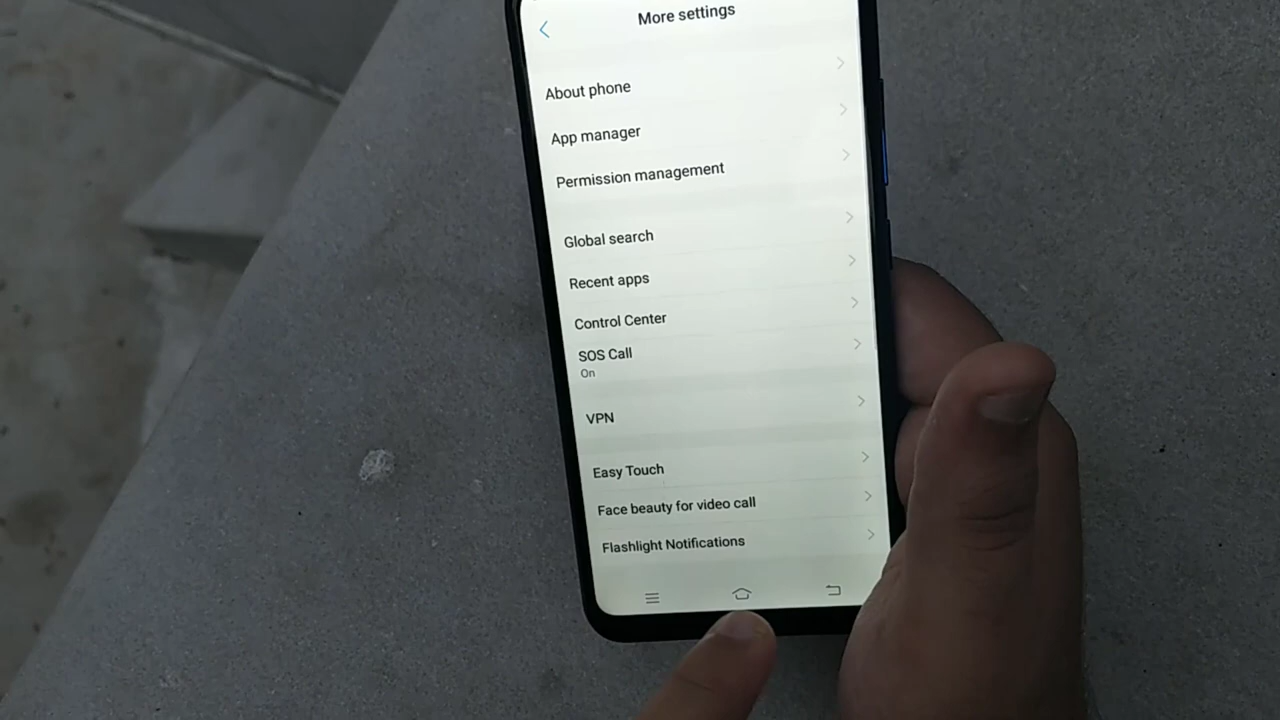 More settings
About phone
App manager
Permission management
Global search
Recent apps
Control Center
SOS Call
On
VPN
Easy Touch
Face beauty for video call
Flashlight Notifications